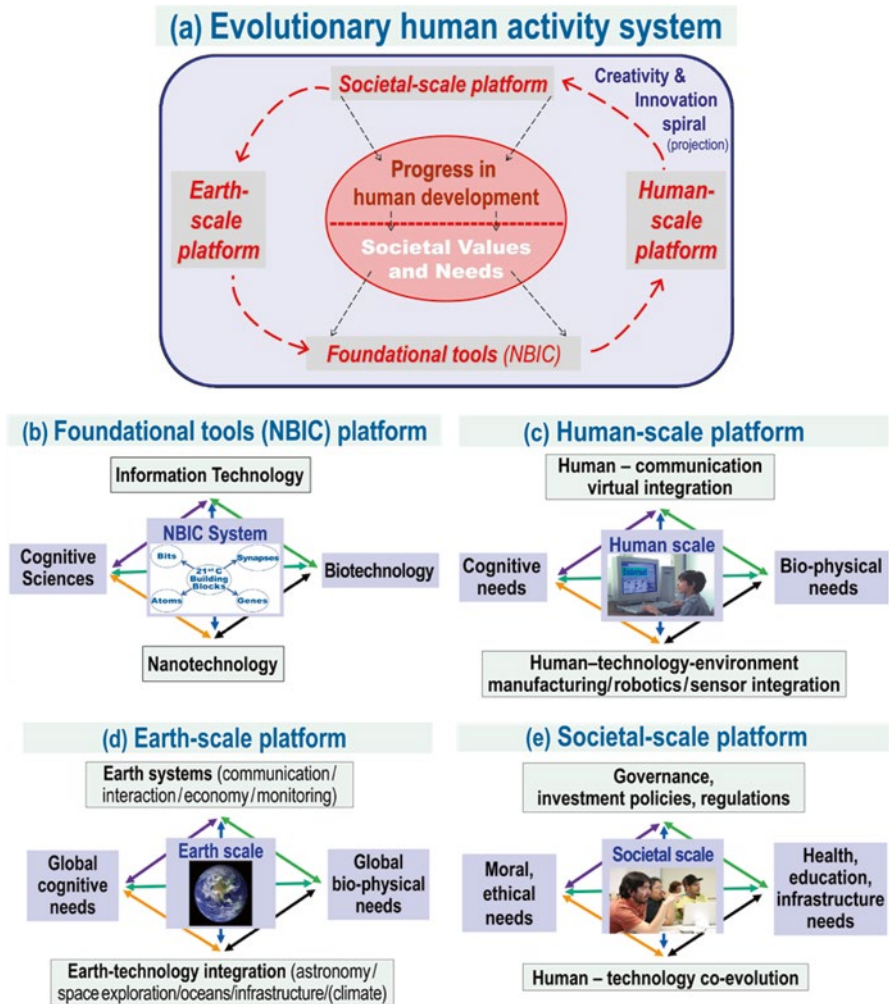 (a) Evolutionary human activity system
Societal-scale platform
Creativity &
Innovation
spiral
(projection)
Earth-
scale
platform
Progress in
human development
Societal Values
and Needs
Human-
scale
platform
Foundational tools (NBIC)
(b) Foundational tools (NBIC) platform
Information Technology
Cognitive
Sciences
NBIC System
Bits
Synapses
21st C
Building
Blocks
Atoms
Genes
Biotechnology
Nanotechnology
(c) Human-scale platform
Human – communication
virtual integration
Cognitive
needs
Human scale
Bio-physical
needs
Human–technology-environment
manufacturing/robotics/sensor integration
(d) Earth-scale platform
Earth systems (communication/
interaction/economy/monitoring)
Global
cognitive
needs
Earth scale
Global
bio-physical
needs
Earth-technology integration (astronomy/
space exploration/oceans/infrastructure/(climate)
(e) Societal-scale platform
Governance,
investment policies, regulations
Moral,
ethical
needs
Societal scale
Health,
education,
infrastructure
needs
Human – technology co-evolution